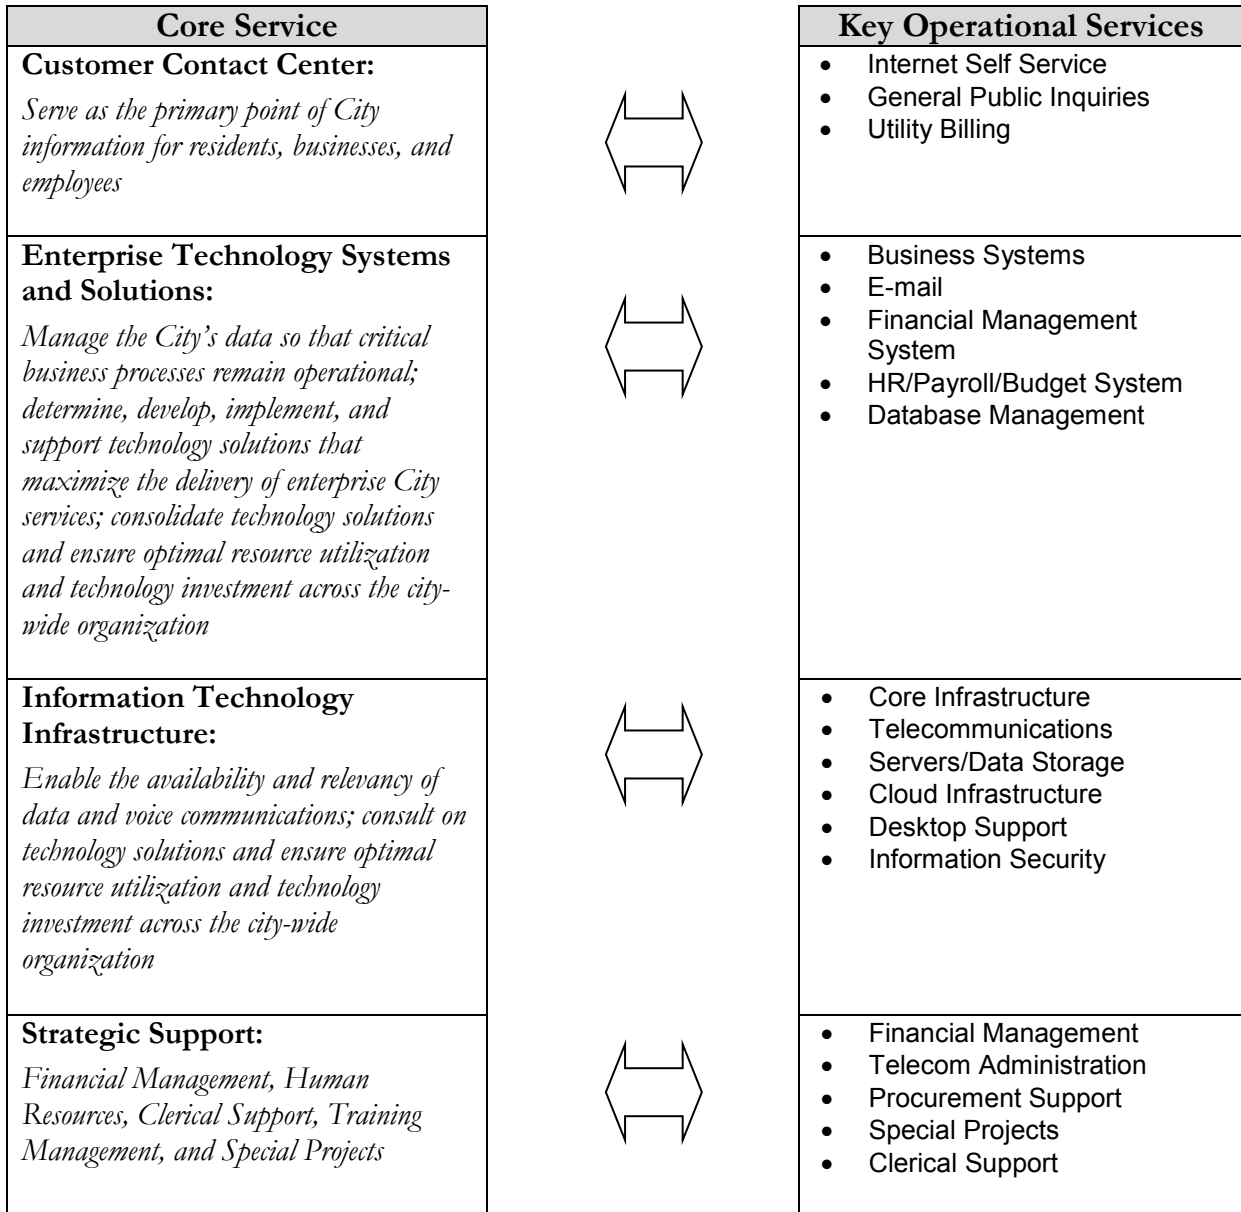 Core Service
Key Operational Services
Customer Contact Center:
Serve as the primary point of City
information for residents, businesses, and
employees
• Internet Self Service
• General Public Inquiries
• Utility Billing
Enterprise Technology Systems
and Solutions:
Manage the City’s data so that critical
business processes remain operational;
determine, develop, implement, and
support technology solutions that
maximize the delivery of enterprise City
services; consolidate technology solutions
and ensure optimal resource utilization
and technology investment across the city-
wide organization
• Business Systems
• E-mail
• Financial Management
System
• HR/Payroll/Budget System
• Database Management
Information Technology
Infrastructure:
Enable the availability and relevancy of
data and voice communications; consult on
technology solutions and ensure optimal
resource utilization and technology
investment across the city-wide
organization
• Core Infrastructure
• Telecommunications
• Servers/Data Storage
• Cloud Infrastructure
• Desktop Support
• Information Security
Strategic Support:
Financial Management, Human
Resources, Clerical Support, Training
Management, and Special Projects
• Financial Management
• Telecom Administration
• Procurement Support
• Special Projects
• Clerical Support